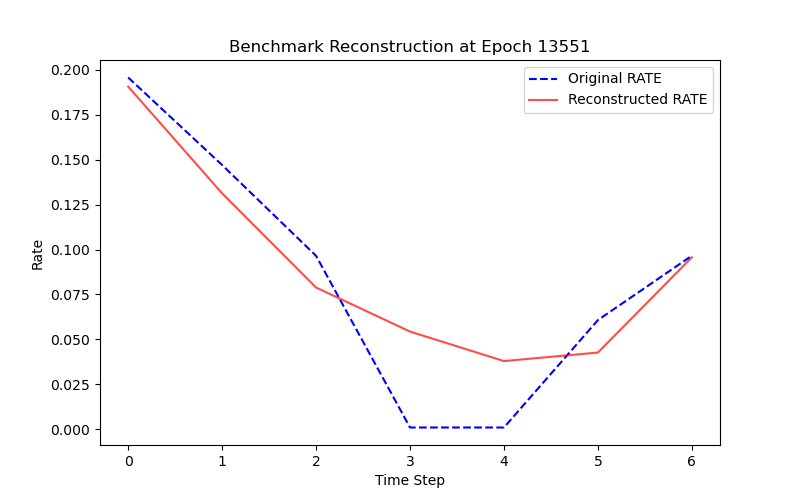 Benchmark Reconstruction at Epoch 13551
Original RATE
Reconstructed RATE
0.200
0.175
0.150
0.125
0.100
0.075
0.050
0.025
0.000
Rate
0 1 2 3 4 5 6
Time Step